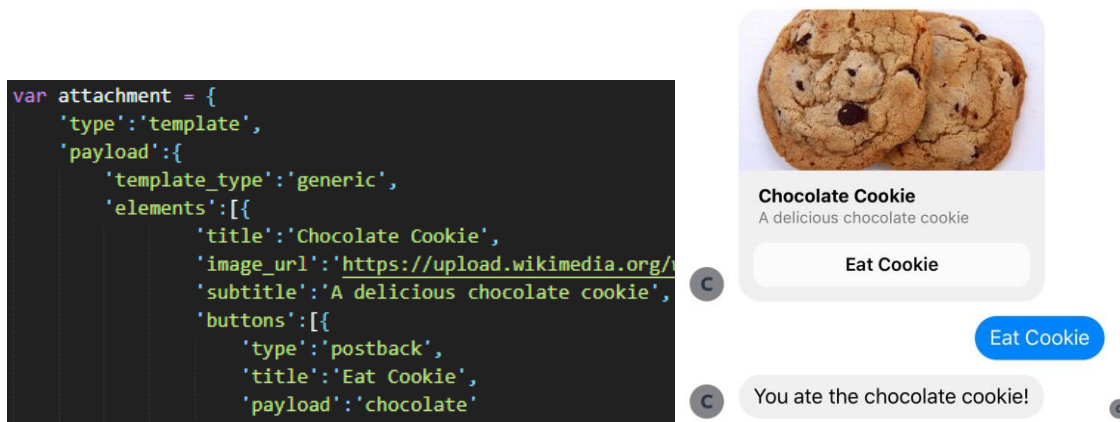 var attachment = {
'type':'template',
'payload':{
'template_type':'generic',
'elements':[{
'title':'Chocolate Cookie',
'image_url':'https://upload.wikimedia.org/
'subtitle':'A delicious chocolate cookie',
'buttons':[{
'type':'postback',
'title':'Eat Cookie',
'payload':'chocolate'
Chocolate Cookie
A delicious chocolate cookie
Eat Cookie
C
Eat Cookie
C
You ate the chocolate cookie!